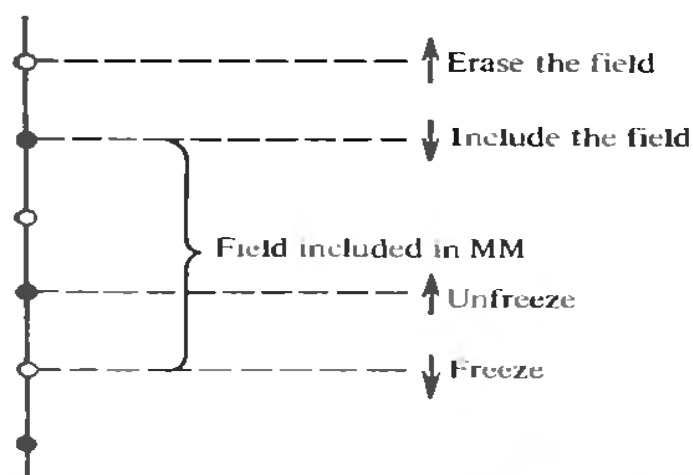 Erase the field
Include the field
Field included in MM
Unfreeze
Freeze